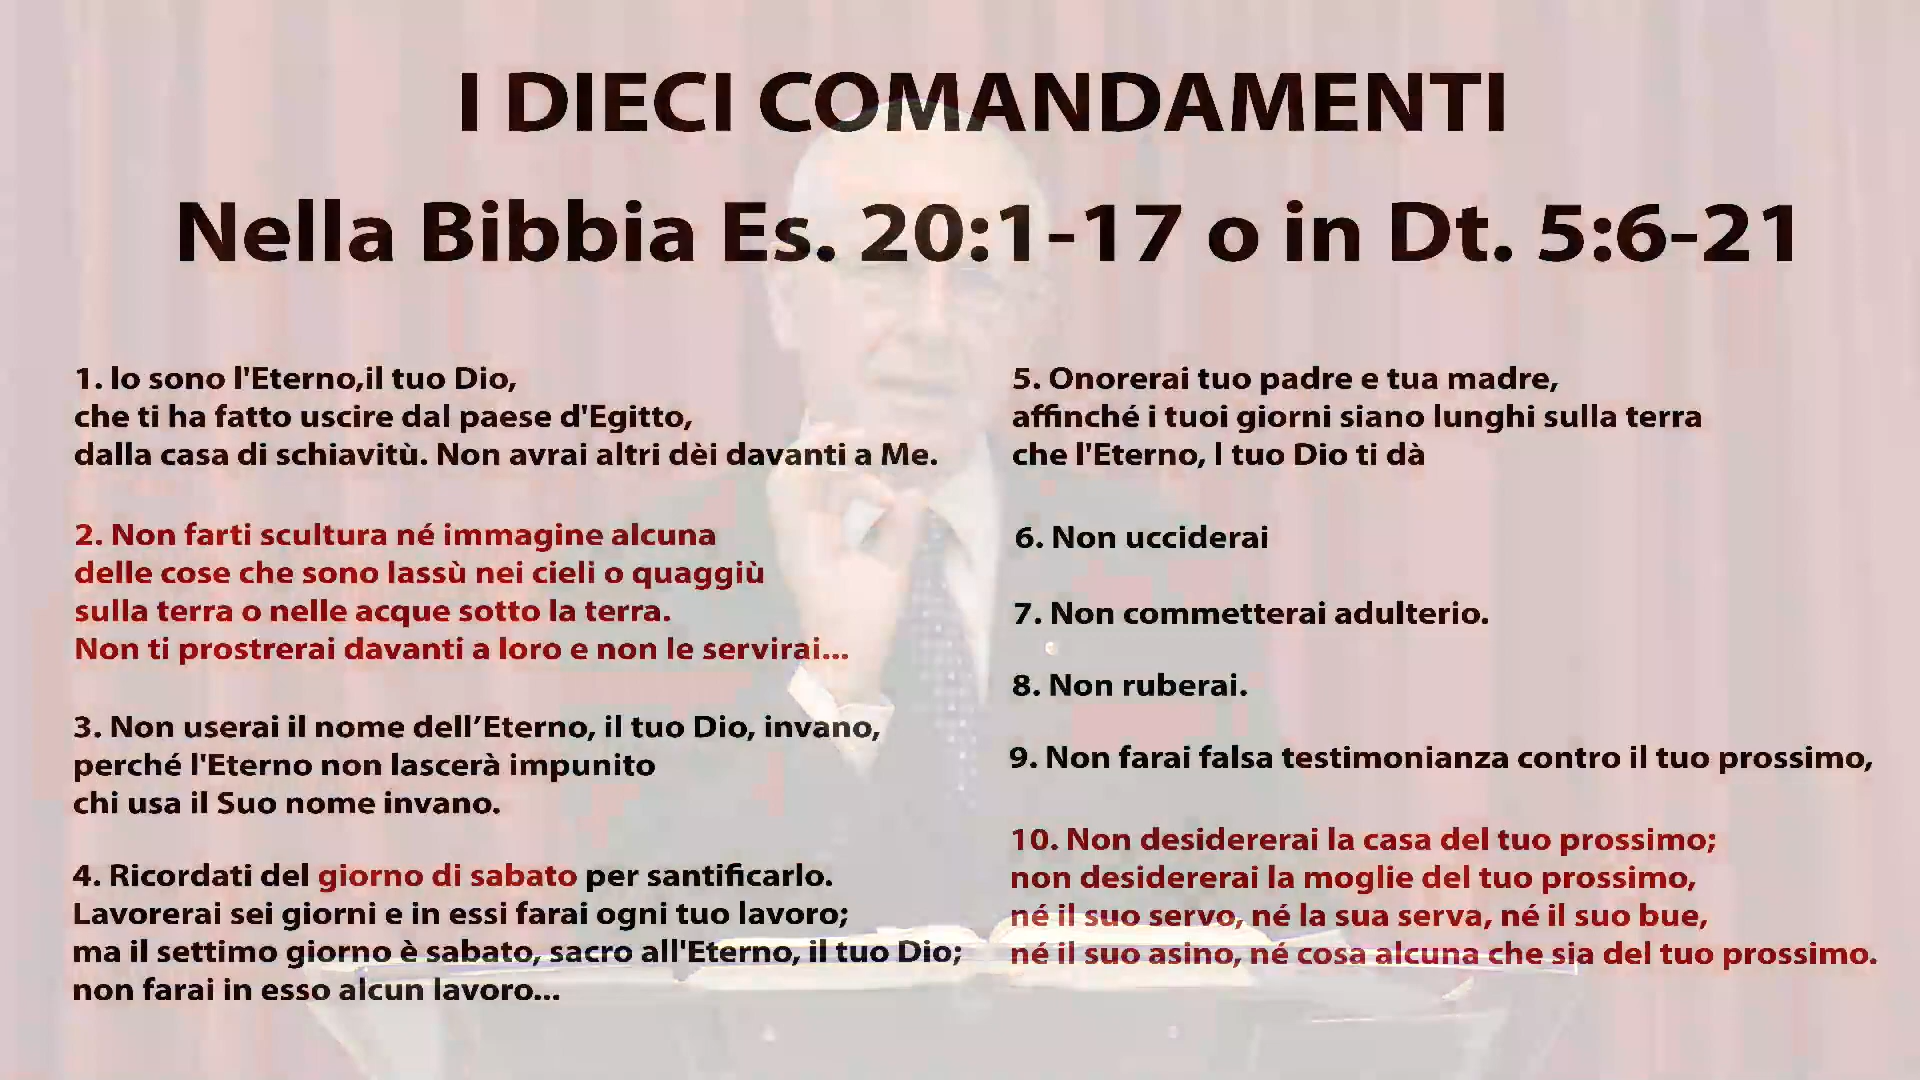 I DIECI COMANDAMENTI
Nella Bibbia Es. 20:1-17 o in Dt. 5:6-21
1. Io sono l'Eterno,il tuo Dio,
che ti ha fatto uscire dal paese d'Egitto,
dalla casa di schiavitù. Non avrai altri dèi davanti a Me.
2. Non farti scultura né immagine alcuna
delle cose che sono lassù nei cieli o quaggiù
sulla terra o nelle acque sotto la terra.
Non ti prostrerai davanti a loro e non le servirai...
3. Non userai il nome dell’Eterno, il tuo Dio, invano,
perché l'Eterno non lascerà impunito
chi usa il Suo nome invano.
4. Ricordati del giorno di sabato per santificarlo.
Lavorerai sei giorni e in essi farai ogni tuo lavoro;
ma il settimo giorno è sabato, sacro all'Eterno, il tuo Dio;
non farai in esso alcun lavoro...
5. Onorerai tuo padre e tua madre,
affinché i tuoi giorni siano lunghi sulla terra
che l'Eterno, l tuo Dio ti dà
6. Non ucciderai
7. Non commetterai adulterio.
8. Non ruberai.
9. Non farai falsa testimonianza contro il tuo prossimo,
10. Non desidererai la casa del tuo prossimo;
non desidererai la moglie del tuo prossimo,
né il suo servo, né la sua serva, né il suo bue,
né il suo asino, né cosa alcuna che sia del tuo prossimo.